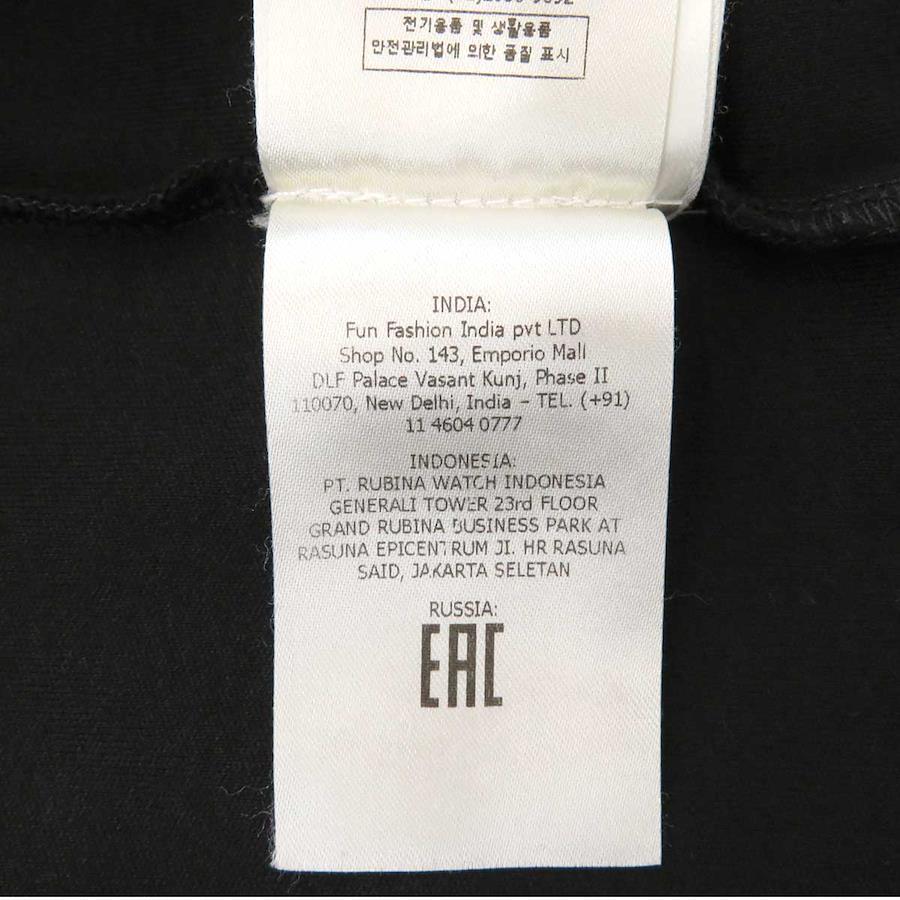 전기용품 및 생활용품
안전관리법에 의한 품질 표시
INDIA:
Fun Fashion India pvt LTD
Shop No. 143, Emporio Mall
DLF Palace Vasant Kunj, Phase II
110070, New Delhi, India – TEL. (+91)
11 4604 0777
INDONESIA:
PT. RUBINA WATCH INDONESIA
GENERALI TOWER 23rd FLOOR
GRAND RUBINA BUSINESS PARK AT
RASUNA EPICENTRUM JI. HR RASUNA
SAID, JAKARTA SELETAN
RUSSIA:
EAC